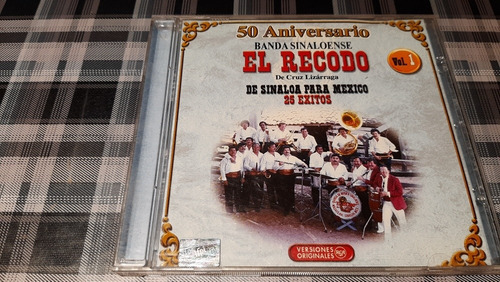 50 Aniversario
BANDA SINALOENSE
EL RECODO
De Cruz Lizárraga
Vol. 1
DE SINALOA PARA MEXICO
25 EXITOS
VERSIONES
ORIGINALES
RCA